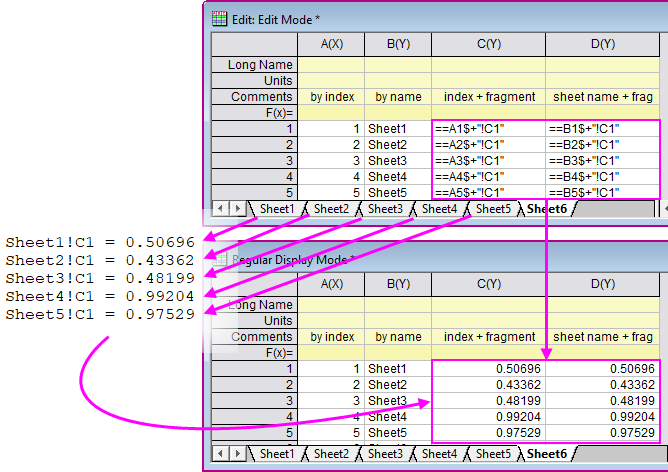 Edit: Edit Mode *
A(X) B(Y) C(Y) D(Y)
Long Name
Units
Comments by index by name index + fragment sheet name + frag
F(x)=
1 1 Sheet1 ==A1$+"!C1" ==B1$+"!C1"
2 2 Sheet2 ==A2$+"!C1" ==B2$+"!C1"
3 3 Sheet3 ==A3$+"!C1" ==B3$+"!C1"
4 4 Sheet4 ==A4$+"!C1" ==B4$+"!C1"
5 5 Sheet5 ==A5$+"!C1" ==B5$+"!C1"
Sheet1 Sheet2 Sheet3 Sheet4 Sheet5 Sheet6
Sheet1!C1 = 0.50696
Sheet2!C1 = 0.43362
Sheet3!C1 = 0.48199
Sheet4!C1 = 0.99204
Sheet5!C1 = 0.97529
Regular Display Mode *
A(X) B(Y) C(Y) D(Y)
Long Name
Units
Comments by index by name index + fragment sheet name + frag
F(x)=
1 1 Sheet1 0.50696 0.50696
2 2 Sheet2 0.43362 0.43362
3 3 Sheet3 0.48199 0.48199
4 4 Sheet4 0.99204 0.99204
5 5 Sheet5 0.97529 0.97529
Sheet1 Sheet2 Sheet3 Sheet4 Sheet5 Sheet6